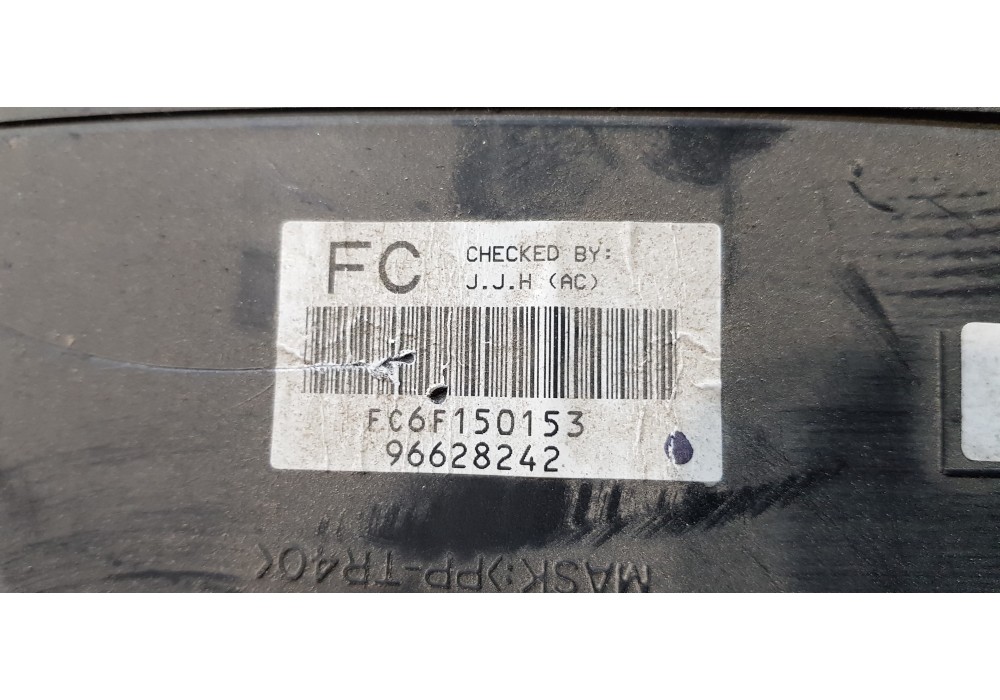 FC
CHECKED BY:
J.J.H (AC)
FC6F150153
96628242
MASK:>PP-TR40<